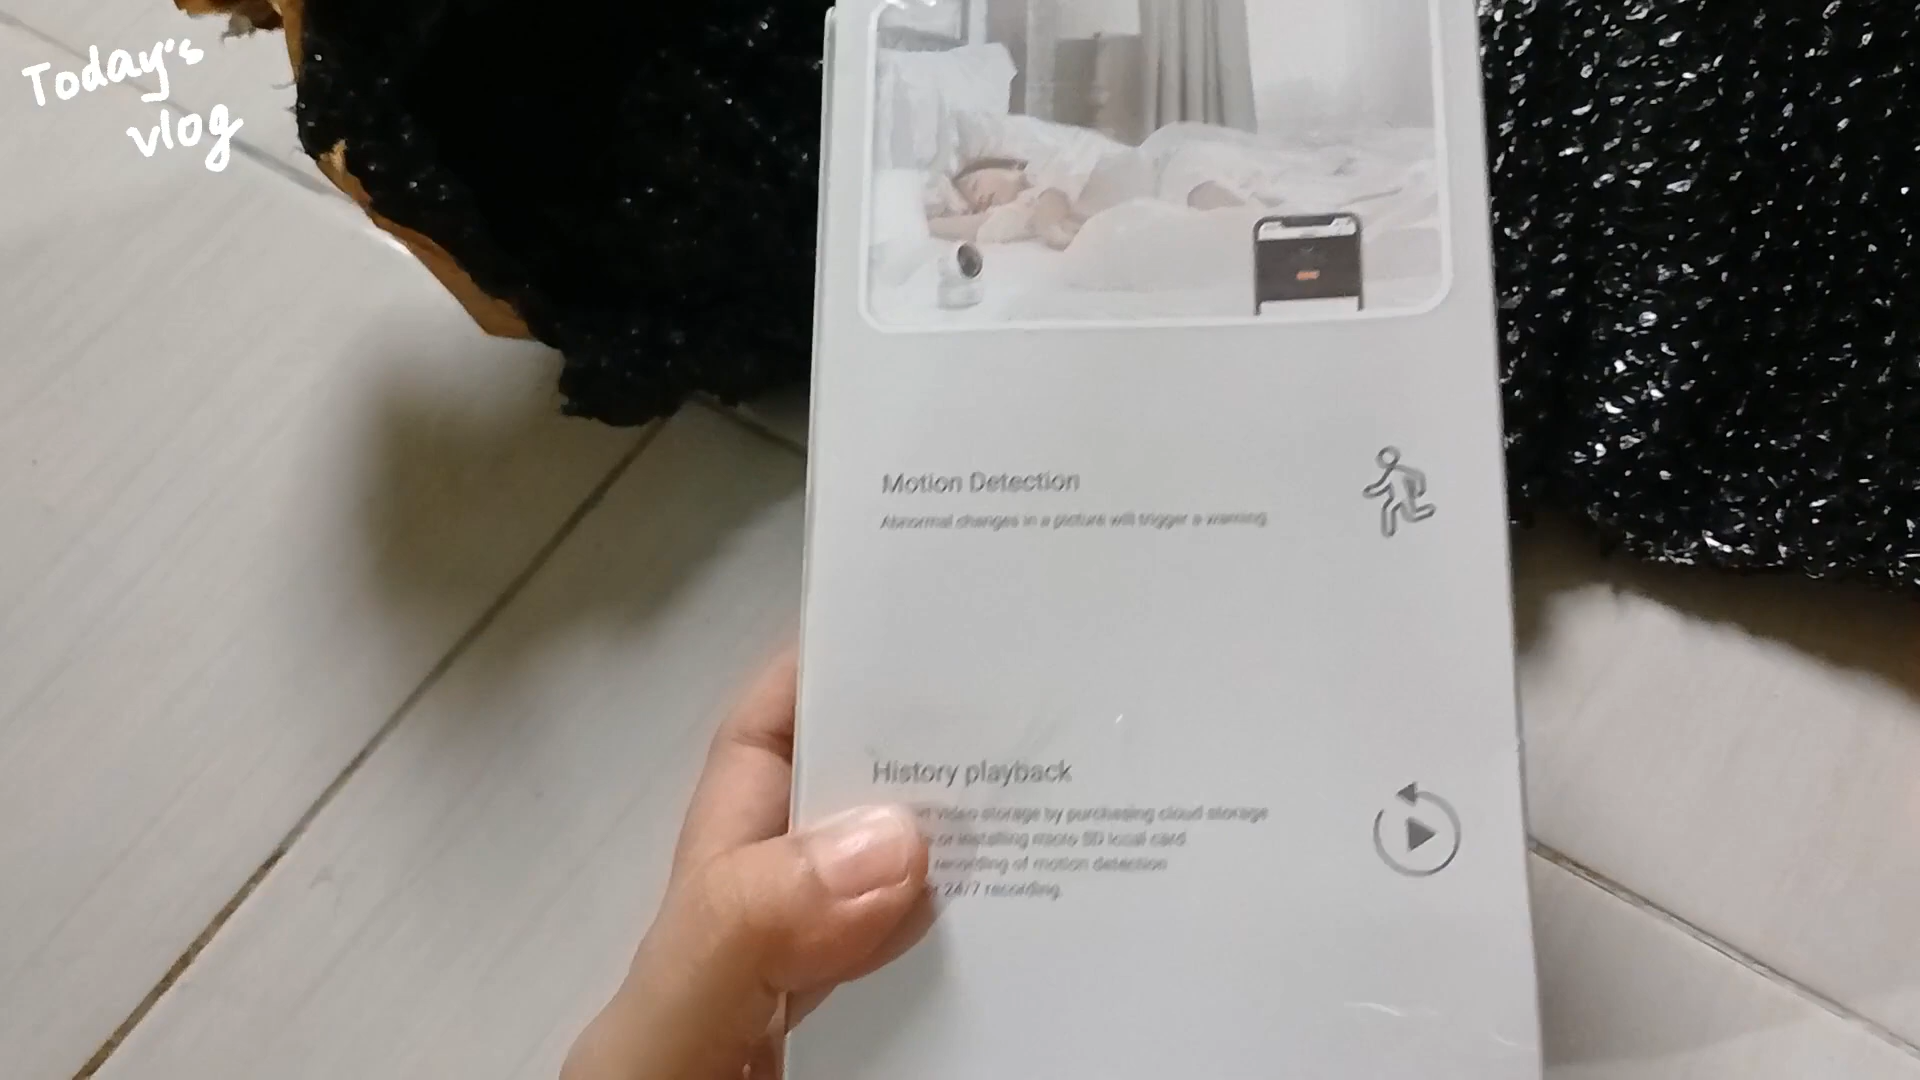 Today's
vlog
Motion Detection
Abnormal changes in a picture will trigger a warning
History playback
video storage by purchasing cloud storage
or installing micro SD local card
recording of motion detection
24/7 recording.